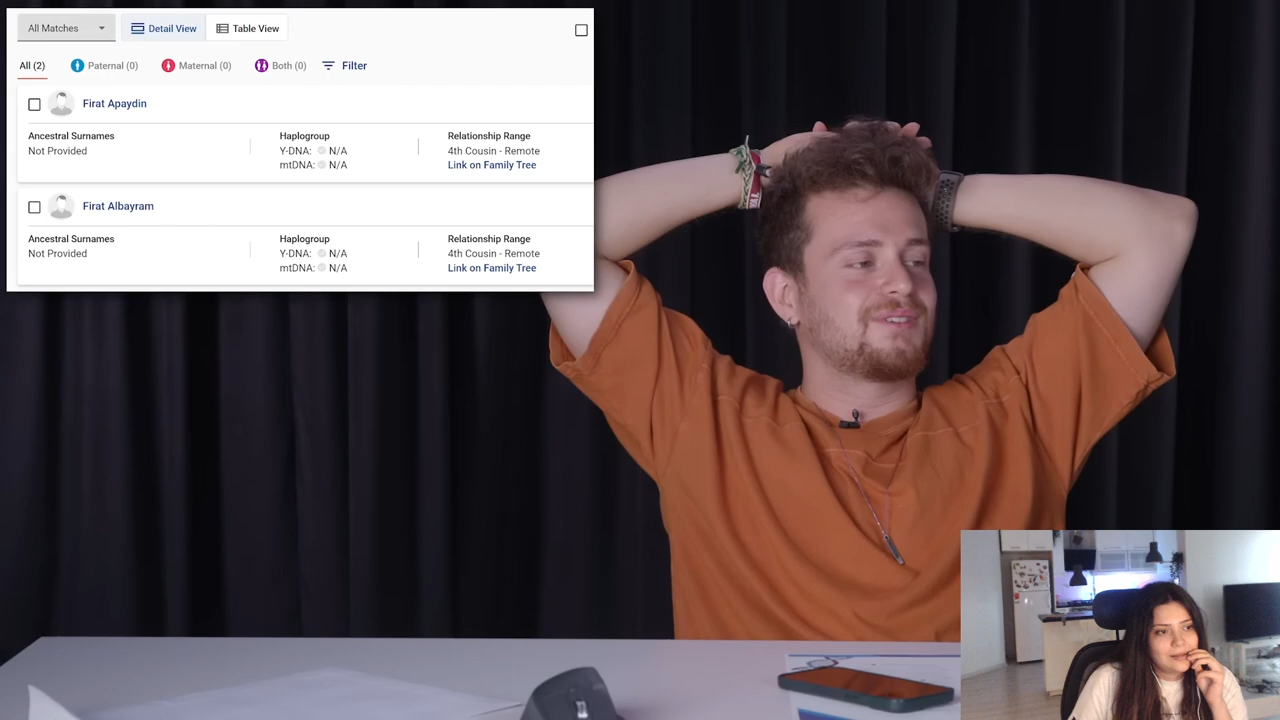 All Matches
Detail View
Table View
All (2)
Paternal (0)
Maternal (0)
Both (0)
Filter
Firat Apaydin
Ancestral Surnames
Not Provided
Haplogroup
Y-DNA: N/A
mtDNA: N/A
Relationship Range
4th Cousin - Remote
Link on Family Tree
Firat Albayram
Ancestral Surnames
Not Provided
Haplogroup
Y-DNA: N/A
mtDNA: N/A
Relationship Range
4th Cousin - Remote
Link on Family Tree